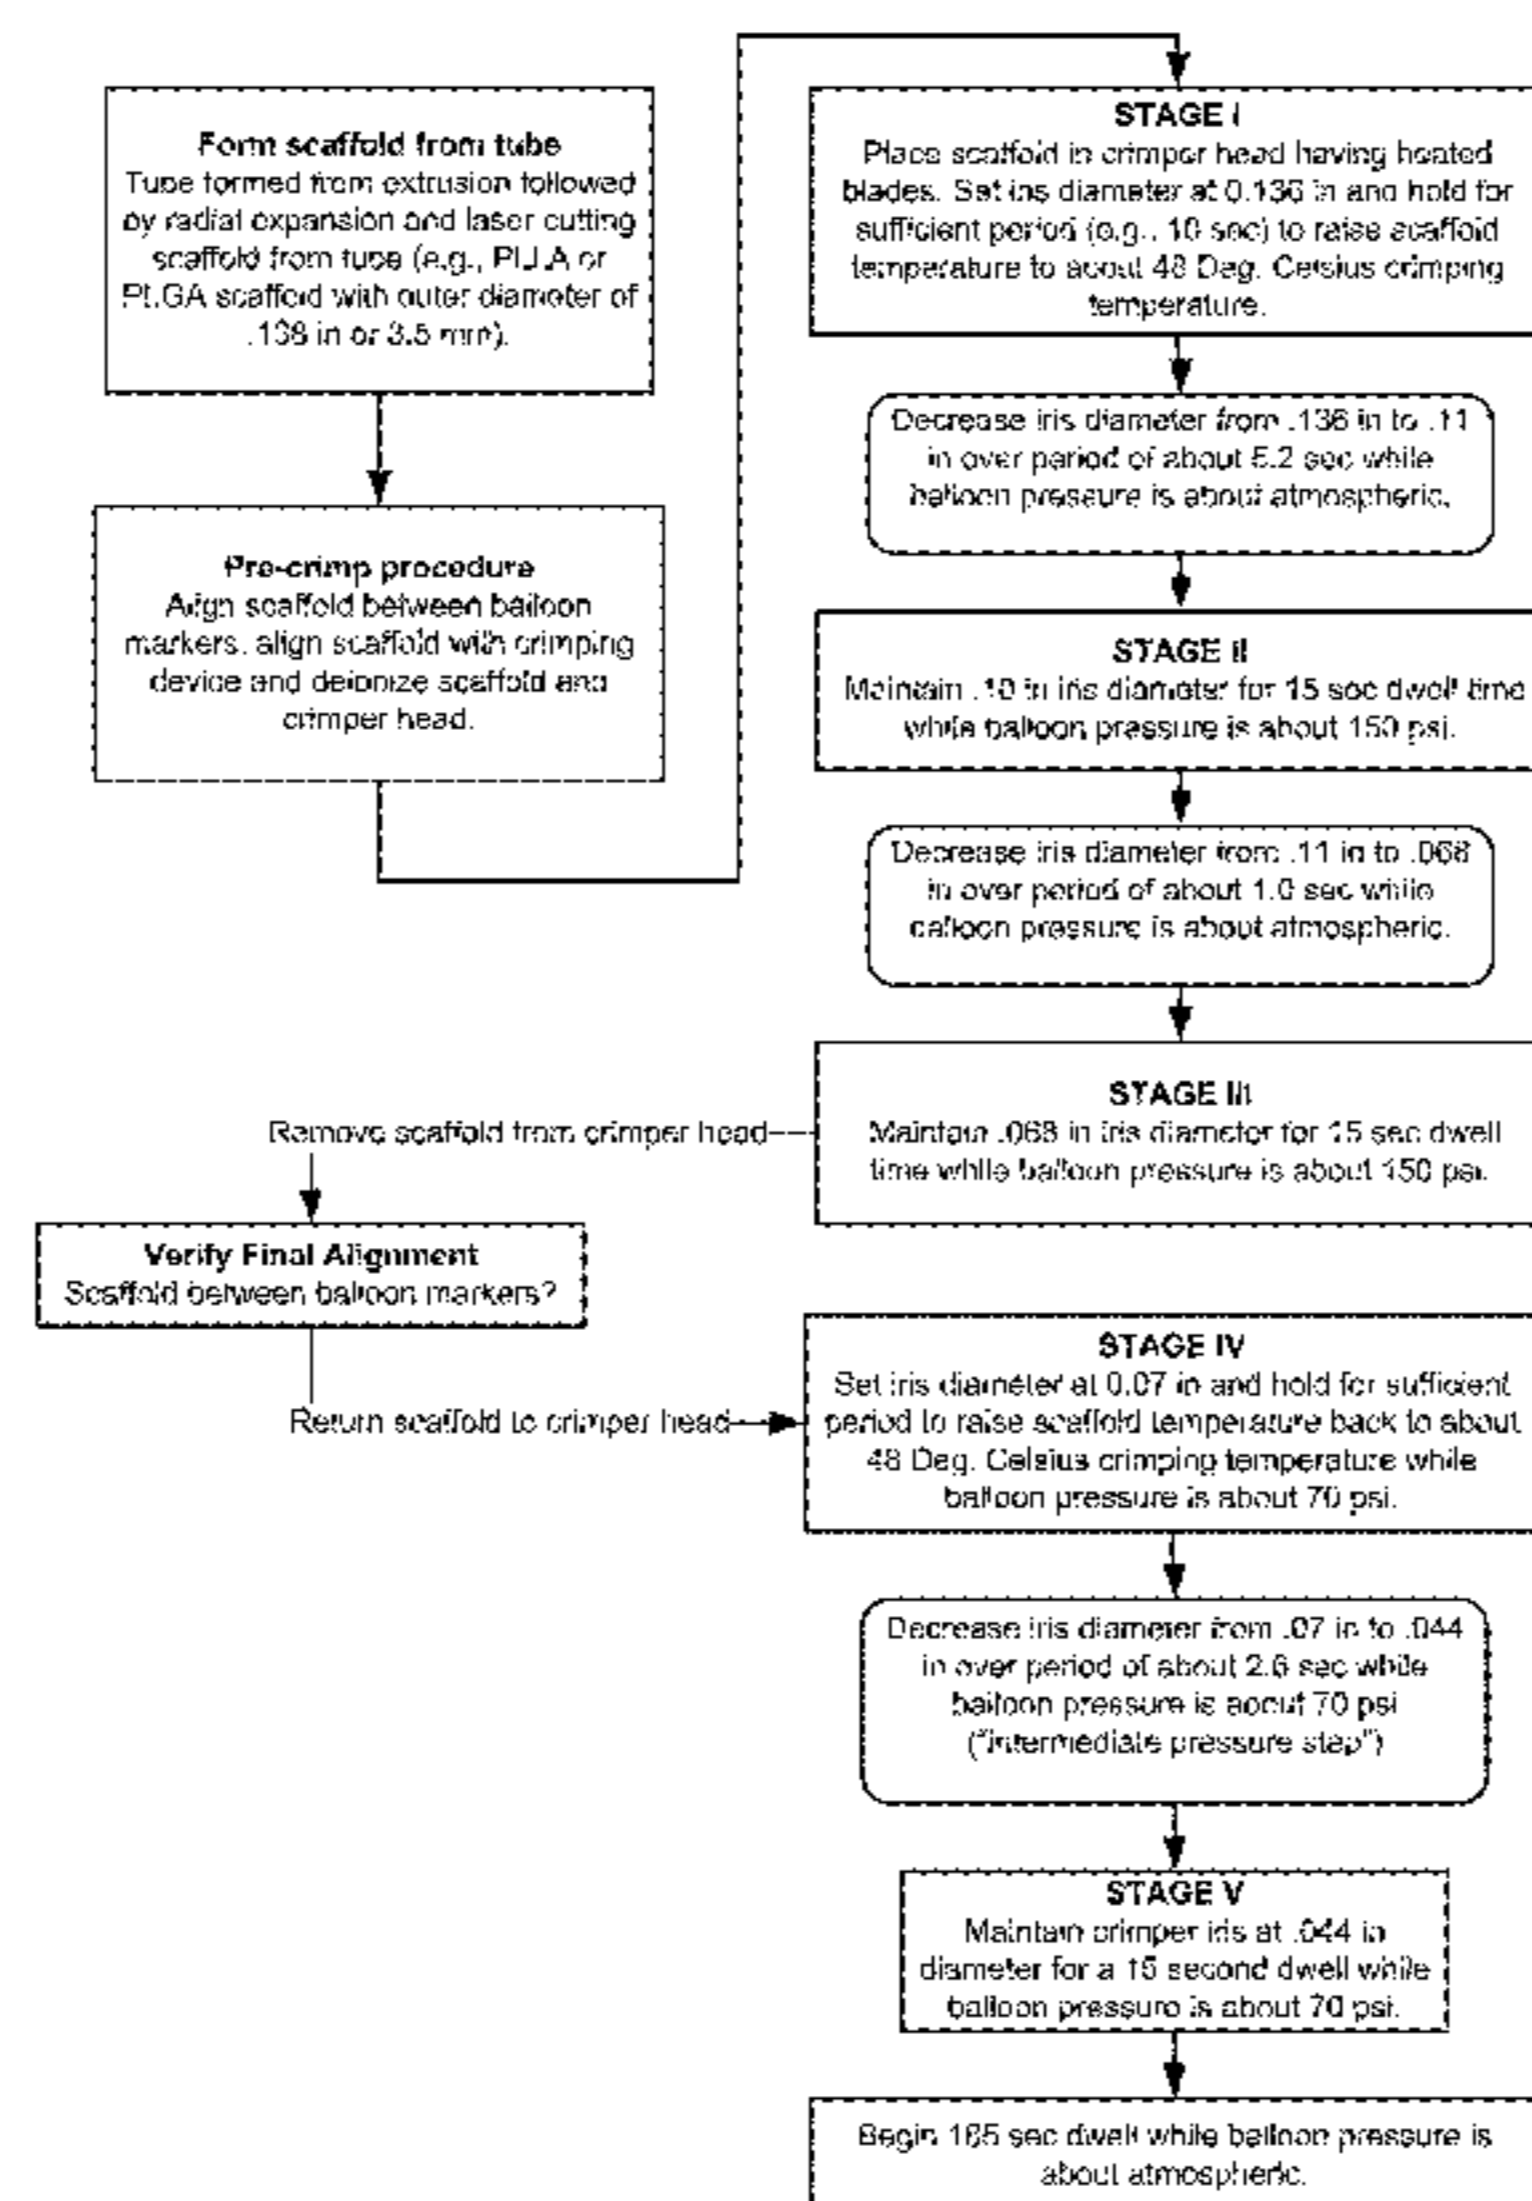 Form scaffold from tube
Tube formed from extrusion followed
by radial expansion and laser cutting
scaffold from tube (e.g., PLLA or
PLGA scaffold with outer diameter of
.138 in or 3.5 mm).
Pre-crimp procedure
Align scaffold between balloon
markers, align scaffold with crimping
device and deionize scaffold and
crimper head.
STAGE I
Place scaffold in crimper head having heated
blades. Set iris diameter at 0.136 in and hold for
sufficient period (e.g., 10 sec) to raise scaffold
temperature to about 48 Deg. Celsius crimping
temperature.
Decrease iris diameter from .136 in to .11
in over period of about 5.2 sec while
balloon pressure is about atmospheric.
STAGE II
Maintain .10 in iris diameter for 15 sec dwell time
while balloon pressure is about 150 psi.
Decrease iris diameter from .11 in to .068
in over period of about 1.0 sec while
balloon pressure is about atmospheric.
STAGE III
Maintain .068 in iris diameter for 15 sec dwell
time while balloon pressure is about 150 psi.
Remove scaffold from crimper head
Verify Final Alignment
Scaffold between balloon markers?
Return scaffold to crimper head
STAGE IV
Set iris diameter at 0.07 in and hold for sufficient
period to raise scaffold temperature back to about
48 Deg. Celsius crimping temperature while
balloon pressure is about 70 psi.
Decrease iris diameter from .07 in to .044
in over period of about 2.6 sec while
balloon pressure is about 70 psi
("intermediate pressure step")
STAGE V
Maintain crimper iris at .044 in
diameter for a 15 second dwell while
balloon pressure is about 70 psi.
Begin 185 sec dwell while balloon pressure is
about atmospheric.